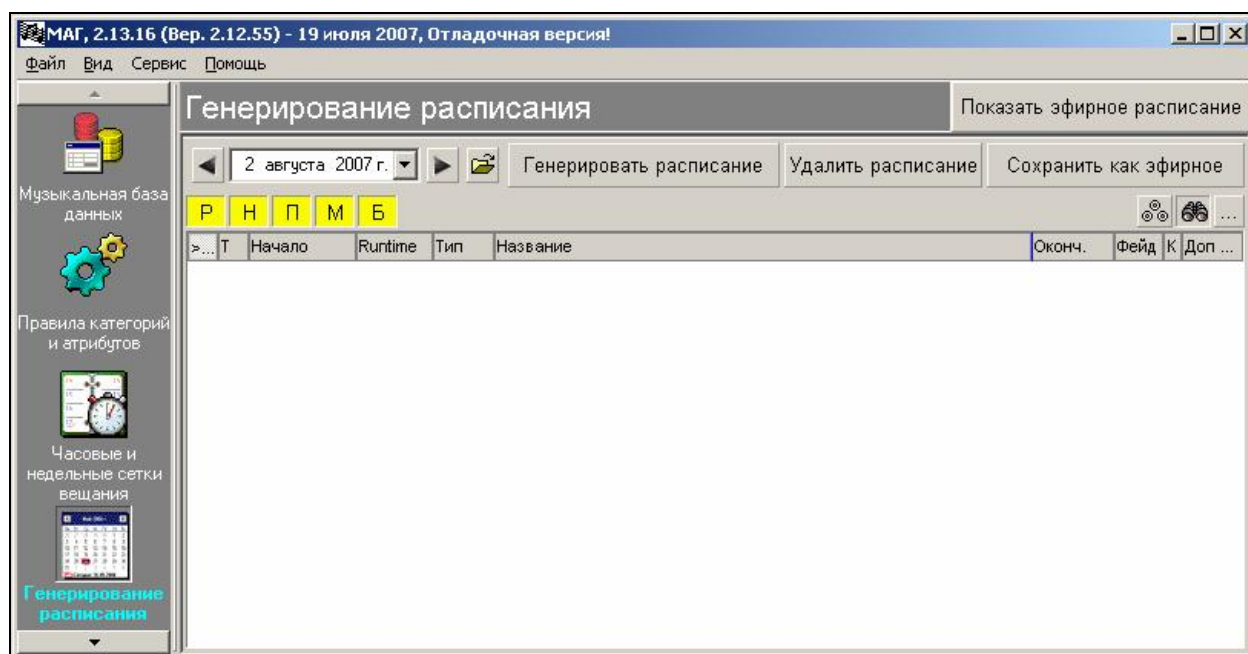 МАГ, 2.13.16 (Вер. 2.12.55) - 19 июля 2007, Отладочная версия!
Файл Вид Сервис Помощь
Генерирование расписания
Показать эфирное расписание
2 августа 2007 г.
Генерировать расписание
Удалить расписание
Сохранить как эфирное
Р Н П М Б
...
>... Т Начало Runtime Тип Название Оконч. Фейд К Доп ...
Музыкальная база
данных
Правила категорий
и атрибутов
Часовые и
недельные сетки
вещания
Генерирование
расписания